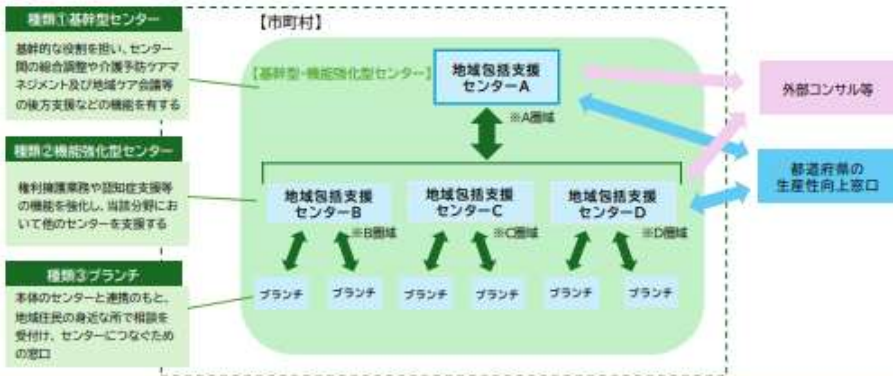 種類①基幹型センター
基幹的な役割を担い、センター
間の総合調整や介護予防ケアマ
ネジメント及び地域ケア会議等
の後方支援などの機能を有する
種類②機能強化型センター
権利擁護業務や認知症支援等
の機能を強化し、当該分野にお
いて他のセンターを支援する
種類③ブランチ
本体のセンターと連携のもと、
地域住民の身近な所で相談を
受付け、センターにつなぐため
の窓口
【市町村】
【基幹型・機能強化型センター】
地域包括支援
センターA
※A圏域
地域包括支援
センターB
地域包括支援
センターC
地域包括支援
センターD
※B圏域
※C圏域
※D圏域
ブランチ
ブランチ
ブランチ
ブランチ
ブランチ
ブランチ
外部コンサル等
都道府県の
生産性向上窓口